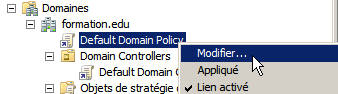 Domaines
formation.edu
Default Domain Policy
Modifier...
Domain Controllers
Appliqué
Default Domain
Lien activé
Objets de stratégie